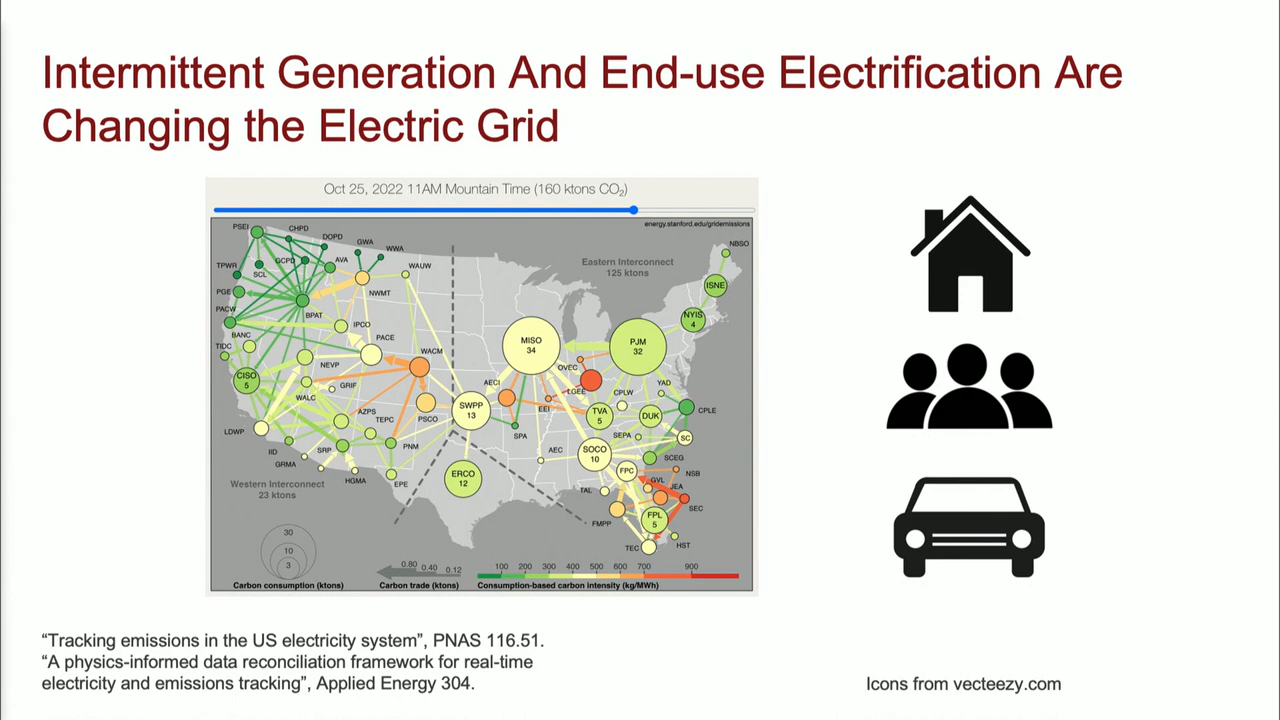 Intermittent Generation And End-use Electrification Are
Changing the Electric Grid
Oct 25, 2022 11AM Mountain Time (160 ktons CO₂)
energy.stanford.edu/gridemissions
PSEI
CHPD
DOPD
GWA
WWA
NBSO
TPWR
SCL
GCPD
AVA
WAUW
Eastern Interconnect
125 ktons
PGE
NWMT
ISNE
PACW
BPAT
IPCO
NYIS
4
BANC
TIDC
PACE
MISO
34
PJM
32
NEVP
WACM
OVEC
CISO
5
GRIF
WALC
AECI
LGEE
YAD
CPLW
EEI
SWPP
13
PSCO
AZPS
TEPC
TVA
5
DUK
CPLE
LDWP
SPA
SEPA
SC
IID
GRMA
SRP
PNM
AEC
SOCO
10
SCEG
HGMA
EPE
ERCO
12
FPC
NSB
GVL
JEA
TAL
SEC
Western Interconnect
23 ktons
FMPP
FPL
5
TEC
HST
30
10
3
0.80 0.40 0.12
100 200 300 400 500 600 700 900
Carbon consumption (ktons)
Carbon trade (ktons)
Consumption-based carbon intensity (kg/MWh)
“Tracking emissions in the US electricity system”, PNAS 116.51.
“A physics-informed data reconciliation framework for real-time
electricity and emissions tracking”, Applied Energy 304.
Icons from vecteezy.com